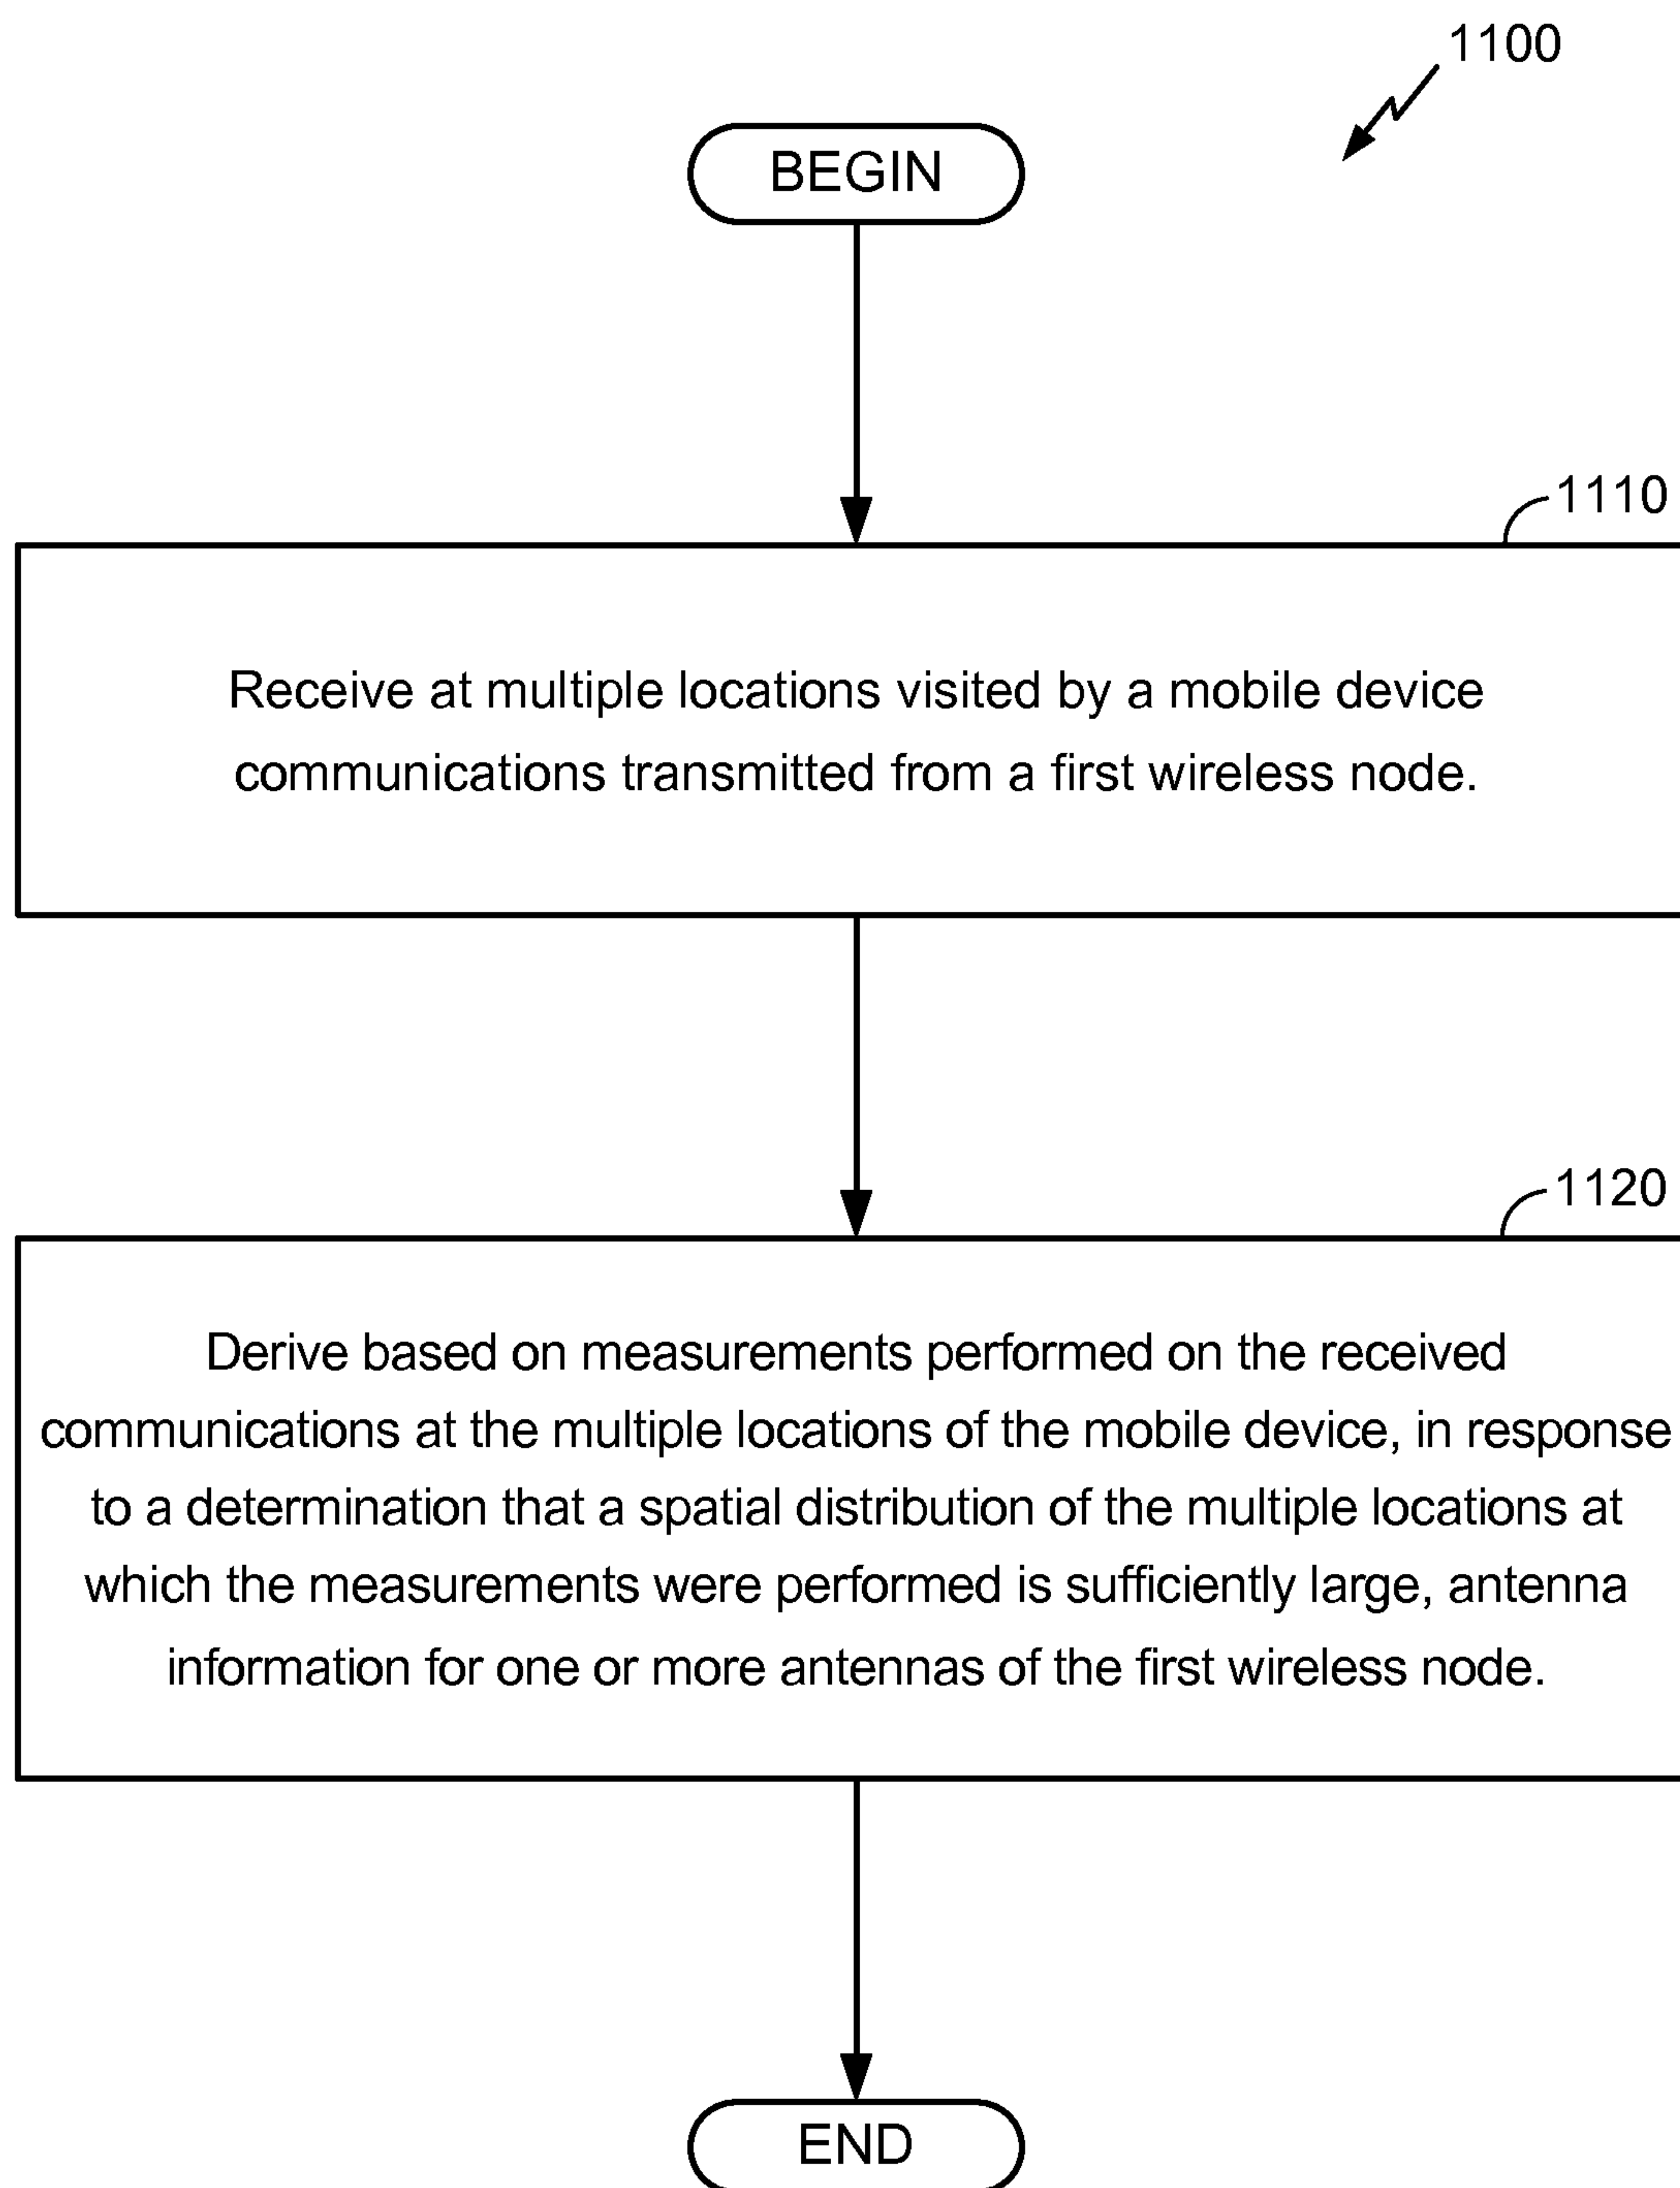 1100
BEGIN
1110
Receive at multiple locations visited by a mobile device
communications transmitted from a first wireless node.
1120
Derive based on measurements performed on the received
communications at the multiple locations of the mobile device, in response
to a determination that a spatial distribution of the multiple locations at
which the measurements were performed is sufficiently large, antenna
information for one or more antennas of the first wireless node.
END